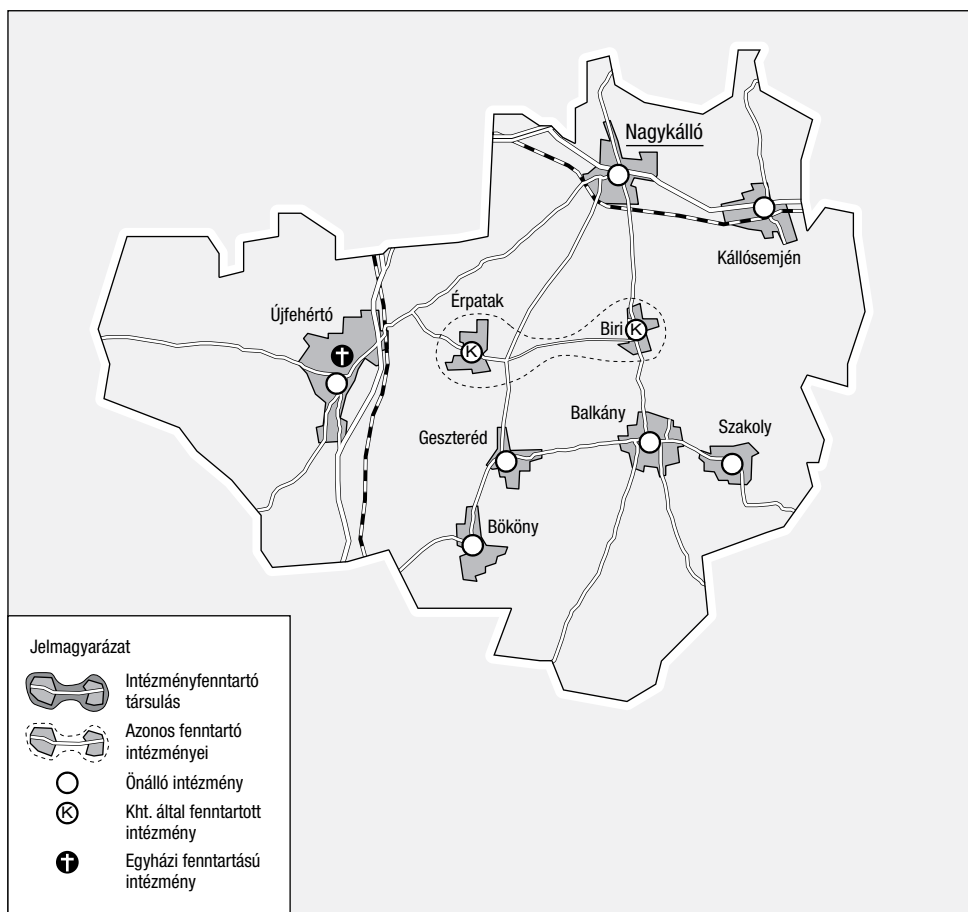 Nagykálló
Kállósemjén
Újfehértó
Érpatak
Biri
K
K
Geszteréd
Balkány
Szakoly
Bököny
Jelmagyarázat
Intézményfenntartó
társulás
Azonos fenntartó
intézményei
Önálló intézmény
K
Kht. által fenntartott
intézmény
Egyházi fenntartású
intézmény